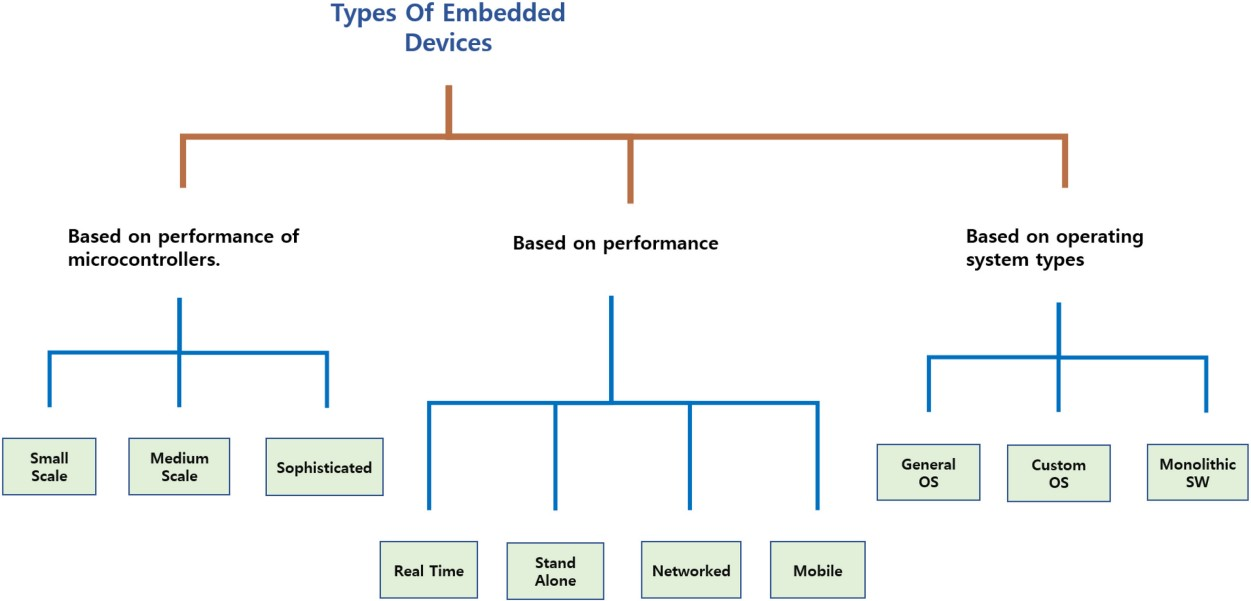 Types Of Embedded
Devices
Based on performance of
microcontrollers.
Based on performance
Based on operating
system types
Small
Scale
Medium
Scale
Sophisticated
General
OS
Custom
OS
Monolithic
SW
Real Time
Stand
Alone
Networked
Mobile